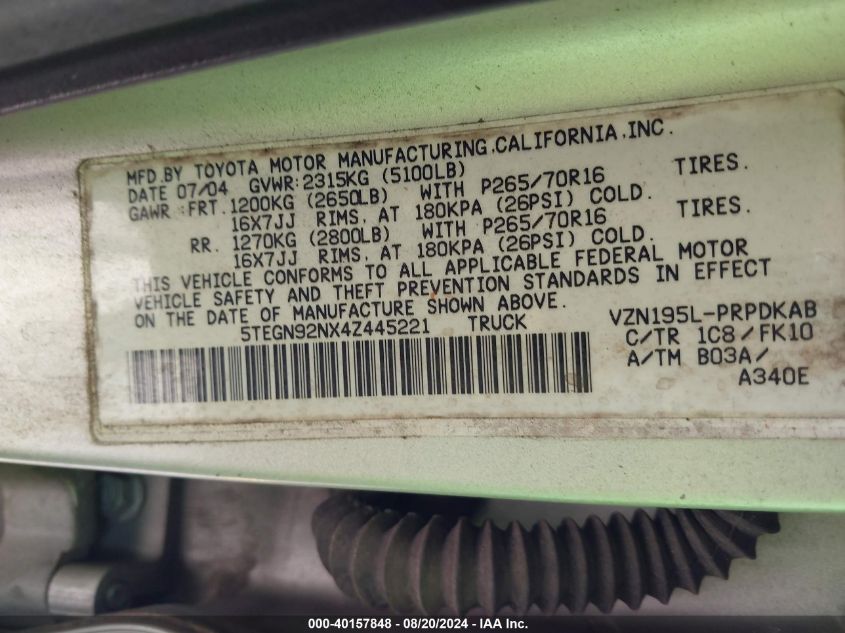 MFD.BY TOYOTA MOTOR MANUFACTURING,CALIFORNIA,INC.
DATE 07/04 GVWR:2315KG (5100LB)
GAWR :FRT.1200KG (2650LB) WITH P265/70R16 TIRES.
16X7JJ RIMS, AT 180KPA (26PSI) COLD.
RR. 1270KG (2800LB) WITH P265/70R16 TIRES.
16X7JJ RIMS, AT 180KPA (26PSI) COLD.
THIS VEHICLE CONFORMS TO ALL APPLICABLE FEDERAL MOTOR
VEHICLE SAFETY AND THEFT PREVENTION STANDARDS IN EFFECT
ON THE DATE OF MANUFACTURE SHOWN ABOVE.
5TEGN92NX4Z445221 TRUCK
VZN195L-PRPDKAB
C/TR 1C8/FK10
A/TM B03A/
A340E
000-40157848 - 08/20/2024 - IAA Inc.